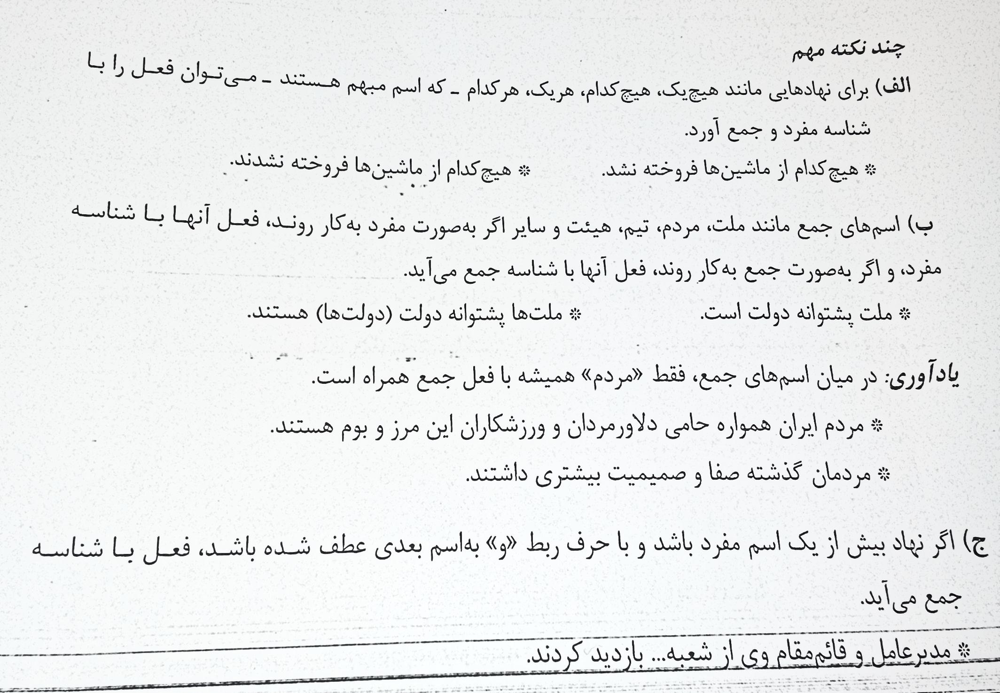 چند نکته مهم
الف) برای نهادهایی مانند هیچ‌یک، هیچ‌کدام، هریک، هرکدام ـ که اسم مبهم هستند ـ می‌توان فعل را با
شناسه مفرد و جمع آورد.
❊ هیچ‌کدام از ماشین‌ها فروخته نشد. ❊ هیچ‌کدام از ماشین‌ها فروخته نشدند.
ب) اسم‌های جمع مانند ملت، مردم، تیم، هیئت و سایر اگر به‌صورت مفرد به‌کار روند، فعل آنها با شناسه
مفرد، و اگر به‌صورت جمع به‌کار روند، فعل آنها با شناسه جمع می‌آید.
❊ ملت پشتوانه دولت است. ❊ ملت‌ها پشتوانه دولت (دولت‌ها) هستند.
یادآوری: در میان اسم‌های جمع، فقط «مردم» همیشه با فعل جمع همراه است.
❊ مردم ایران همواره حامی دلاورمردان و ورزشکاران این مرز و بوم هستند.
❊ مردمان گذشته صفا و صمیمیت بیشتری داشتند.
ج) اگر نهاد بیش از یک اسم مفرد باشد و با حرف ربط «و» به‌اسم بعدی عطف شده باشد، فعل با شناسه
جمع می‌آید.
❊ مدیرعامل و قائم‌مقام وی از شعبه... بازدید کردند.